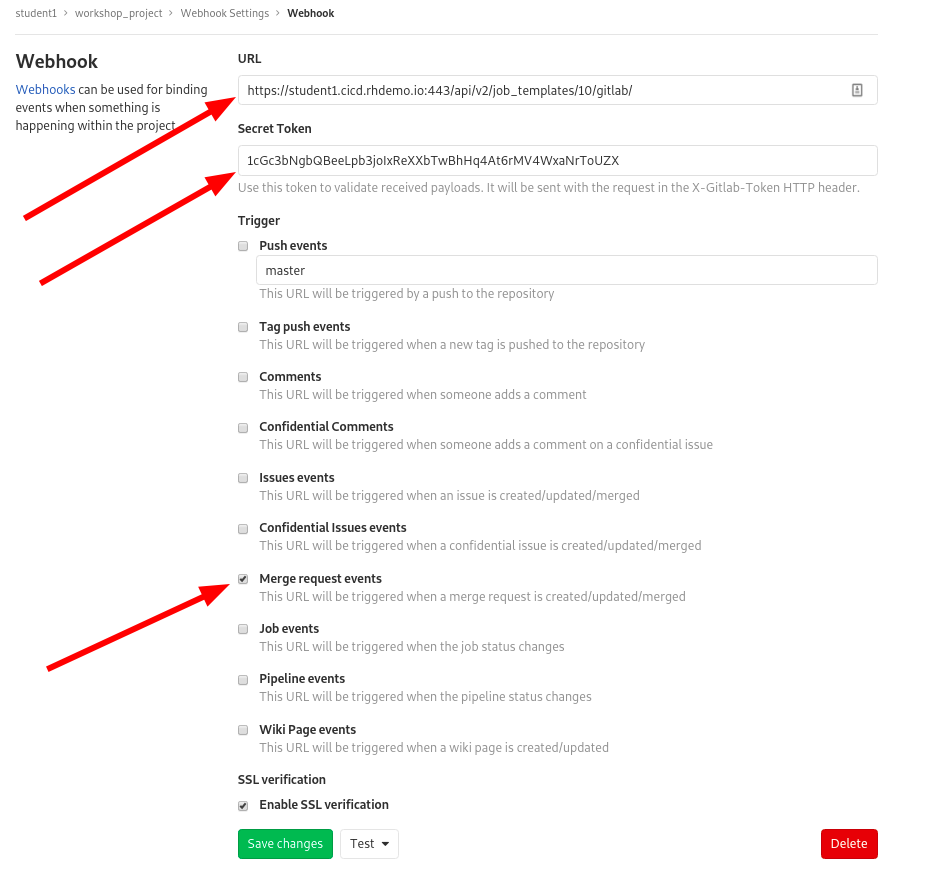 student1 > workshop_project > Webhook Settings > Webhook
Webhook
Webhooks can be used for binding
events when something is
happening within the project.
URL
https://student1.cicd.rhdemo.io:443/api/v2/job_templates/10/gitlab/
Secret Token
1cGc3bNgbQBeeLpb3joIxReXXbTwBhHq4At6rMV4WxaNrToUZX
Use this token to validate received payloads. It will be sent with the request in the X-Gitlab-Token HTTP header.
Trigger
Push events
master
This URL will be triggered by a push to the repository
Tag push events
This URL will be triggered when a new tag is pushed to the repository
Comments
This URL will be triggered when someone adds a comment
Confidential Comments
This URL will be triggered when someone adds a comment on a confidential issue
Issues events
This URL will be triggered when an issue is created/updated/merged
Confidential Issues events
This URL will be triggered when a confidential issue is created/updated/merged
Merge request events
This URL will be triggered when a merge request is created/updated/merged
Job events
This URL will be triggered when the job status changes
Pipeline events
This URL will be triggered when the pipeline status changes
Wiki Page events
This URL will be triggered when a wiki page is created/updated
SSL verification
Enable SSL verification
Save changes
Test
Delete